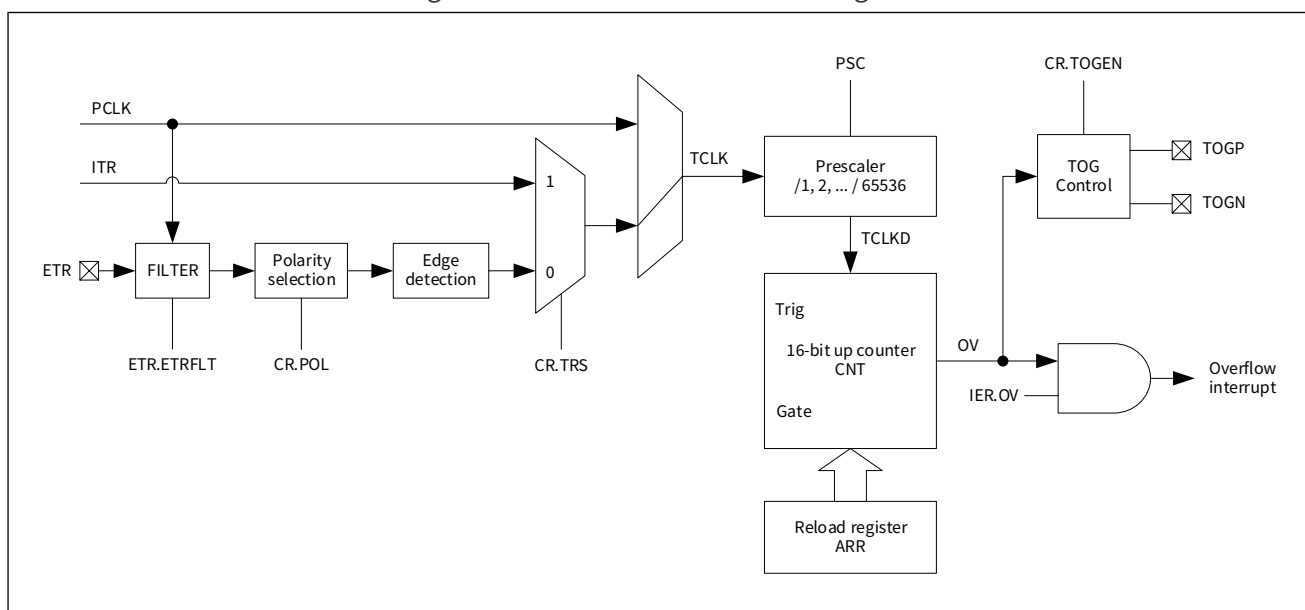 PSC
CR.TOGEN
PCLK
ITR
1
TCLK
Prescaler
/1, 2, ... / 65536
TOG
Control
TOGP
TOGN
TCLKD
ETR
FILTER
Polarity
selection
Edge
detection
0
Trig
16-bit up counter
CNT
Gate
OV
IER.OV
Overflow
interrupt
ETR.ETRFLT
CR.POL
CR.TRS
Reload register
ARR